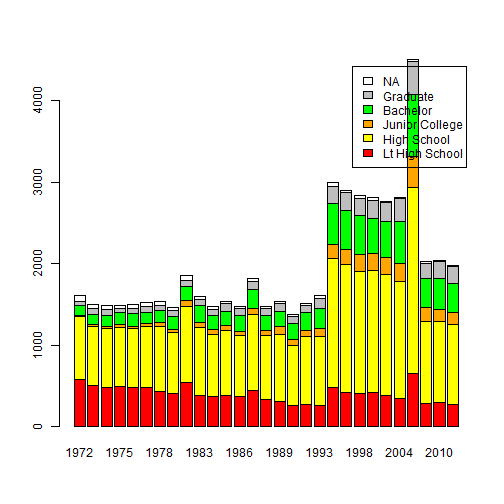 NA
Graduate
Bachelor
Junior College
High School
Lt High School
4000
3000
2000
1000
0
1972 1975 1978 1983 1986 1989 1993 1998 2004 2010